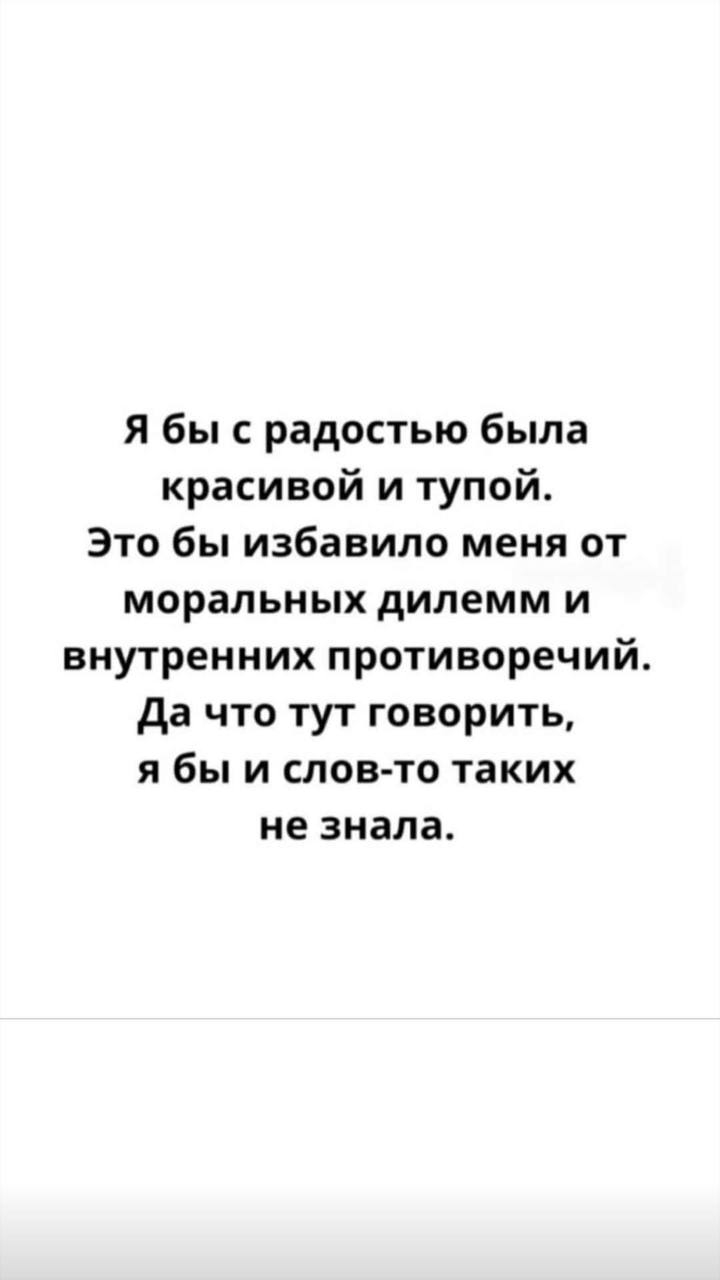 Я бы с радостью была
красивой и тупой.
Это бы избавило меня от
моральных дилемм и
внутренних противоречий.
Да что тут говорить,
я бы и слов-то таких
не знала.